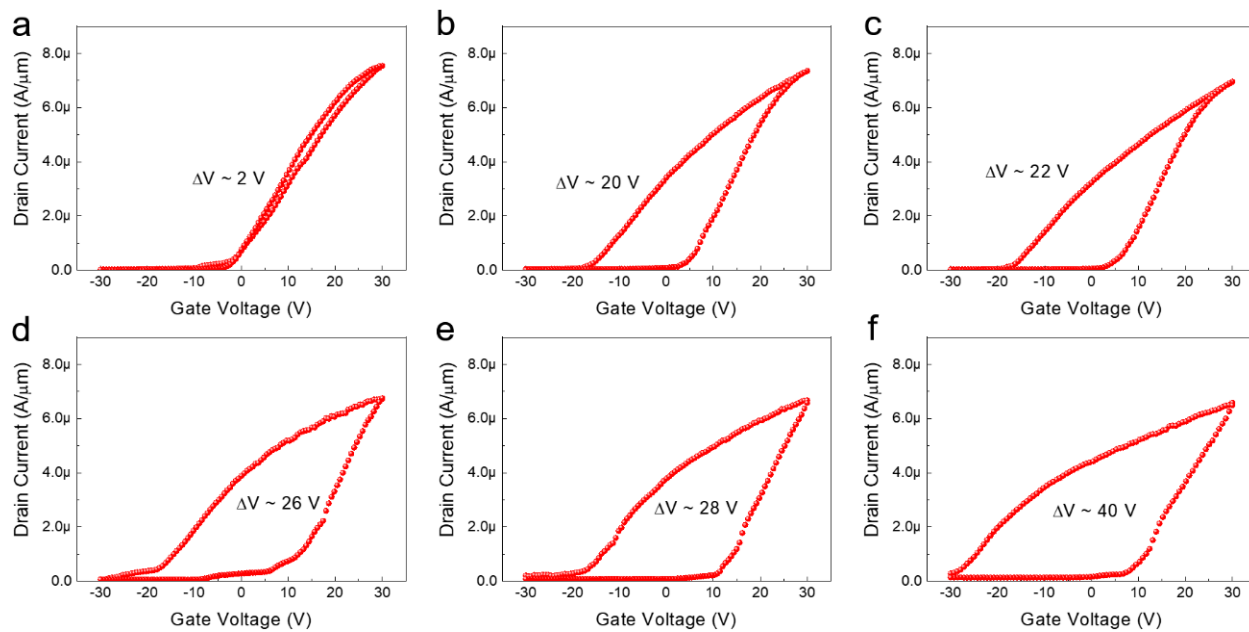 a
b
c
8.0μ
6.0μ
4.0μ
2.0μ
0.0
-30 -20 -10 0 10 20 30
Drain Current (A/μm)
Gate Voltage (V)
ΔV ~ 2 V
8.0μ
6.0μ
4.0μ
2.0μ
0.0
-30 -20 -10 0 10 20 30
Drain Current (A/μm)
Gate Voltage (V)
ΔV ~ 20 V
8.0μ
6.0μ
4.0μ
2.0μ
0.0
-30 -20 -10 0 10 20 30
Drain Current (A/μm)
Gate Voltage (V)
ΔV ~ 22 V
d
e
f
8.0μ
6.0μ
4.0μ
2.0μ
0.0
-30 -20 -10 0 10 20 30
Drain Current (A/μm)
Gate Voltage (V)
ΔV ~ 26 V
8.0μ
6.0μ
4.0μ
2.0μ
0.0
-30 -20 -10 0 10 20 30
Drain Current (A/μm)
Gate Voltage (V)
ΔV ~ 28 V
8.0μ
6.0μ
4.0μ
2.0μ
0.0
-30 -20 -10 0 10 20 30
Drain Current (A/μm)
Gate Voltage (V)
ΔV ~ 40 V